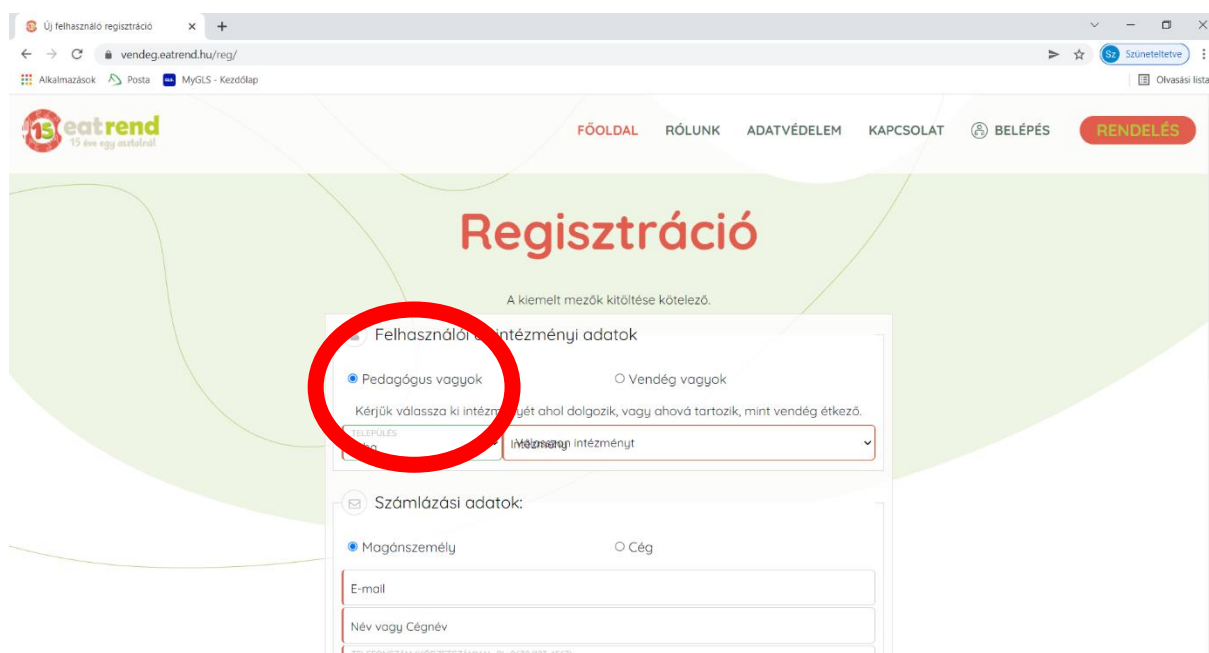 Új felhasználó regisztráció
vendeg.eatrend.hu/reg/
Sz Szüneteltetve
Alkalmazások Posta MyGLS - Kezdőlap
Olvasási lista
15 eatrend
15 éve egy asztalnál
FŐOLDAL RÓLUNK ADATVÉDELEM KAPCSOLAT BELÉPÉS RENDELÉS
Regisztráció
A kiemelt mezők kitöltése kötelező.
Felhasználói intézményi adatok
Pedagógus vagyok Vendég vagyok
Kérjük válassza ki ahol dolgozik, vagy ahová tartozik, mint vendég étkező.
TELEPÜLÉS
Intézmény Válasszon intézményt
Számlázási adatok:
Magánszemély Cég
E-mail
Név vagy Cégnév